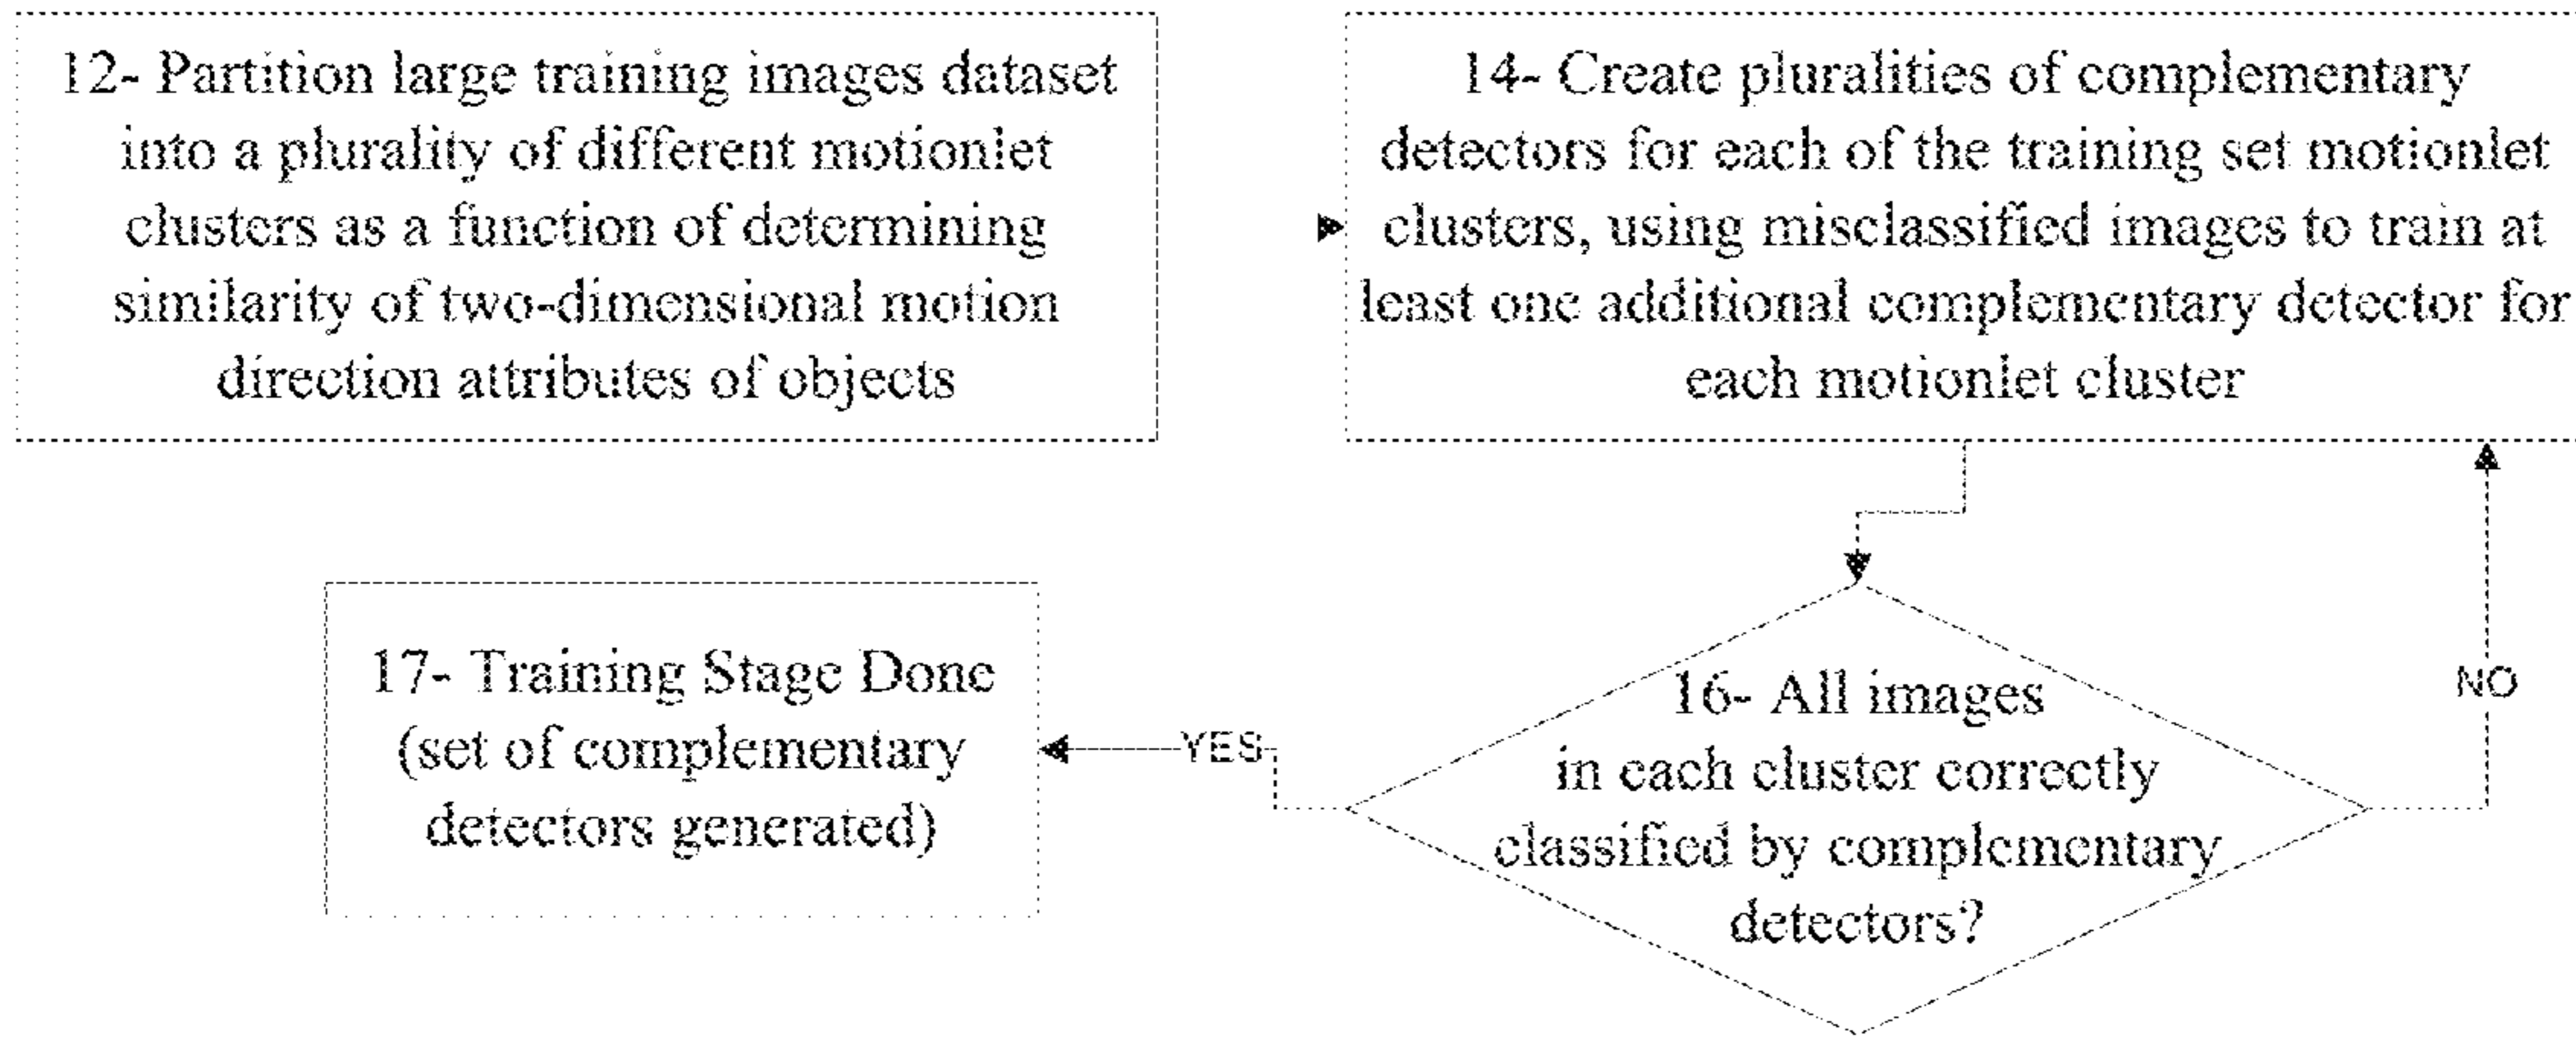 12- Partition large training images dataset
into a plurality of different motionlet
clusters as a function of determining
similarity of two-dimensional motion
direction attributes of objects
14- Create pluralities of complementary
detectors for each of the training set motionlet
clusters, using misclassified images to train at
least one additional complementary detector for
each motionlet cluster
16- All images
in each cluster correctly
classified by complementary
detectors?
NO
YES
17- Training Stage Done
(set of complementary
detectors generated)